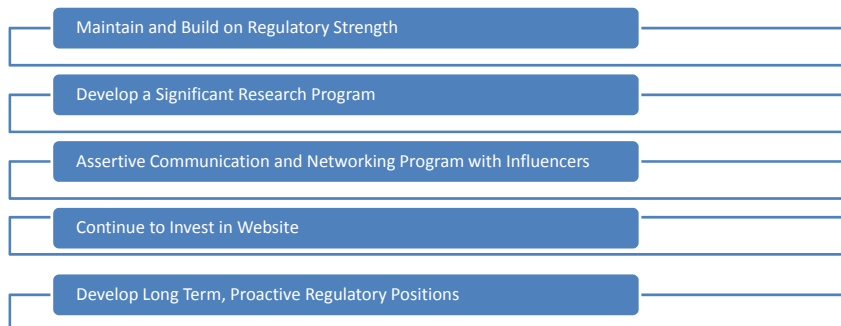 Maintain and Build on Regulatory Strength
Develop a Significant Research Program
Assertive Communication and Networking Program with Influencers
Continue to Invest in Website
Develop Long Term, Proactive Regulatory Positions